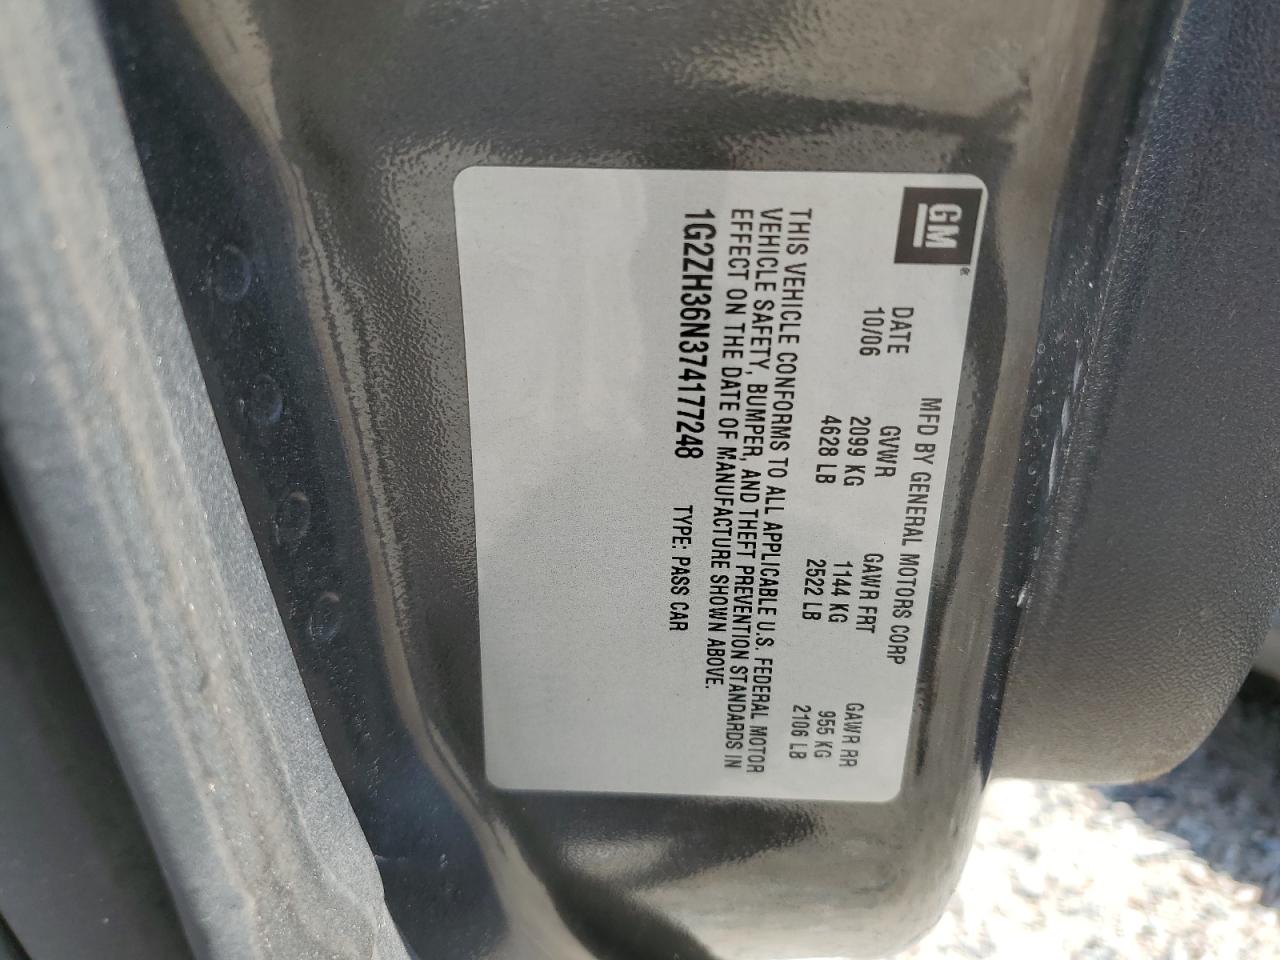 GM
MFD BY GENERAL MOTORS CORP
DATE GVWR GAWR FRT GAWR RR
10/06 2099 KG 1144 KG 955 KG
4628 LB 2522 LB 2106 LB
THIS VEHICLE CONFORMS TO ALL APPLICABLE U.S. FEDERAL MOTOR
VEHICLE SAFETY, BUMPER, AND THEFT PREVENTION STANDARDS IN
EFFECT ON THE DATE OF MANUFACTURE SHOWN ABOVE.
1G2ZH36N374177248 TYPE: PASS CAR